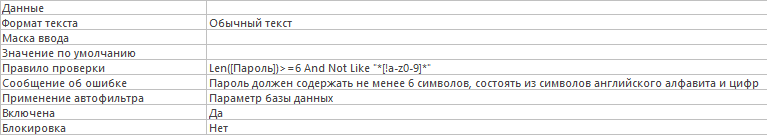 Данные
Формат текста Обычный текст
Маска ввода
Значение по умолчанию
Правило проверки Len([Пароль])>=6 And Not Like "*[!a-z0-9]*"
Сообщение об ошибке Пароль должен содержать не менее 6 символов, состоять из символов английского алфавита и цифр
Применение автофильтра Параметр базы данных
Включена Да
Блокировка Нет